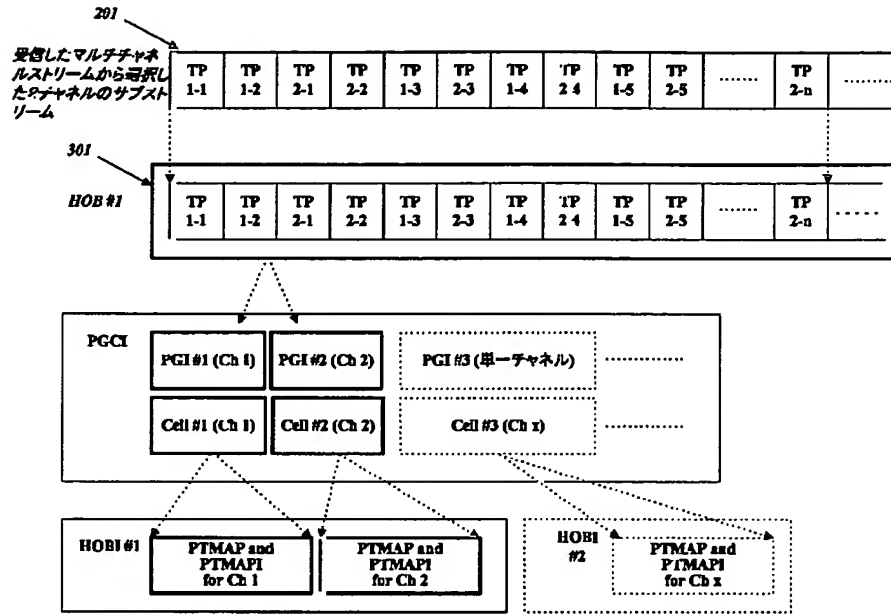 201
受信したマルチチャネ
ルストリームから選択し
た2チャネルのサブスト
リーム
TP 1-1 TP 1-2 TP 2-1 TP 2-2 TP 1-3 TP 2-3 TP 1-4 TP 2 4 TP 1-5 TP 2-5 ....... TP 2-n ........
301
HOB #1
TP 1-1 TP 1-2 TP 2-1 TP 2-2 TP 1-3 TP 2-3 TP 1-4 TP 2 4 TP 1-5 TP 2-5 ....... TP 2-n ......
PGCI
PGI #1 (Ch 1) PGI #2 (Ch 2) PGI #3 (単一チャネル)
Cell #1 (Ch 1) Cell #2 (Ch 2) Cell #3 (Ch x)
HOBI #1
PTMAP and
PTMAPI
for Ch 1
PTMAP and
PTMAPI
for Ch 2
HOBI
#2
PTMAP and
PTMAPI
for Ch x